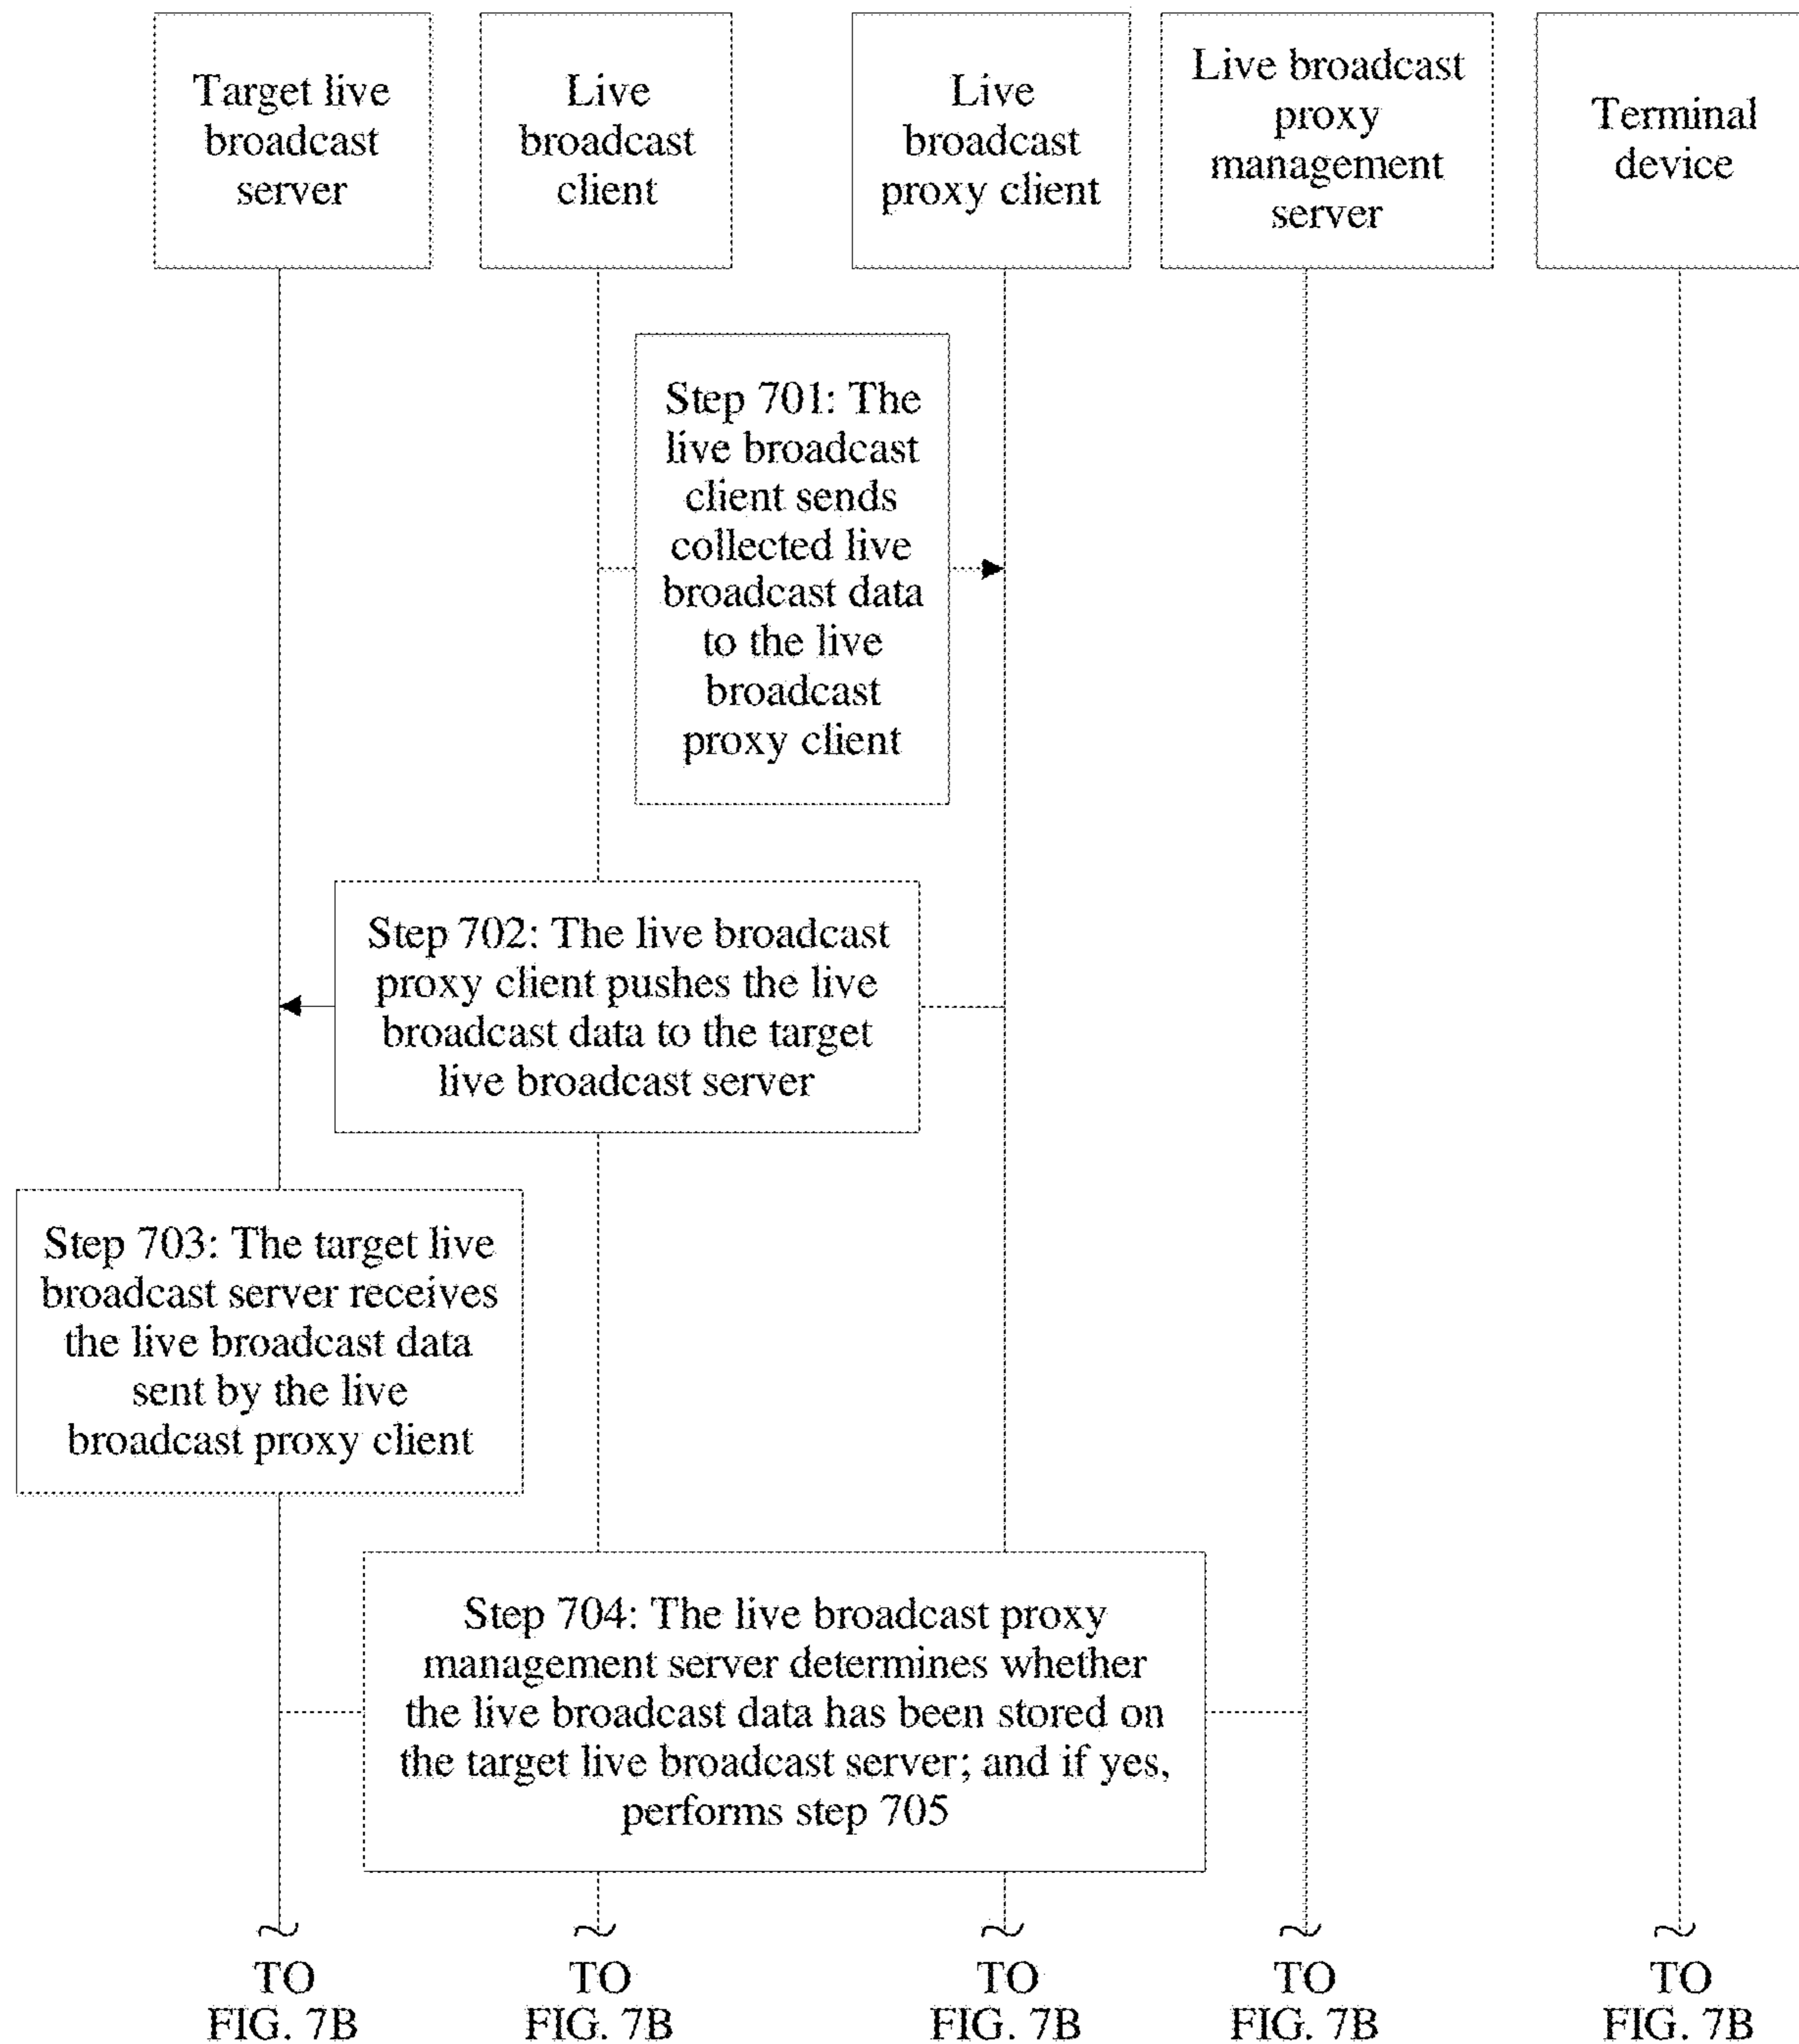 Target live
broadcast
server
Live
broadcast
client
Live
broadcast
proxy client
Live broadcast
proxy
management
server
Terminal
device
Step 701: The
live broadcast
client sends
collected live
broadcast data
to the live
broadcast
proxy client
Step 702: The live broadcast
proxy client pushes the live
broadcast data to the target
live broadcast server
Step 703: The target live
broadcast server receives
the live broadcast data
sent by the live
broadcast proxy client
Step 704: The live broadcast proxy
management server determines whether
the live broadcast data has been stored on
the target live broadcast server; and if yes,
performs step 705
TO
FIG. 7B
TO
FIG. 7B
TO
FIG. 7B
TO
FIG. 7B
TO
FIG. 7B